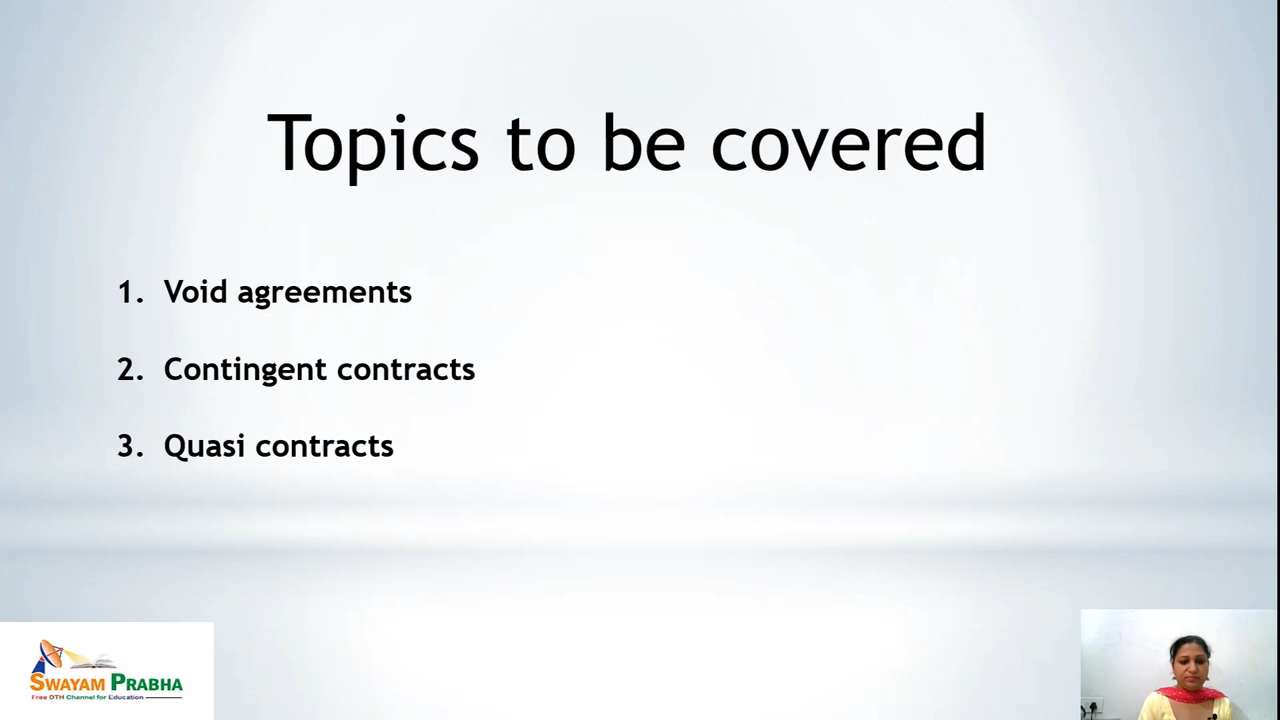 Topics to be covered
1. Void agreements
2. Contingent contracts
3. Quasi contracts
SWAYAM PRABHA
Free DTH Channel for Education